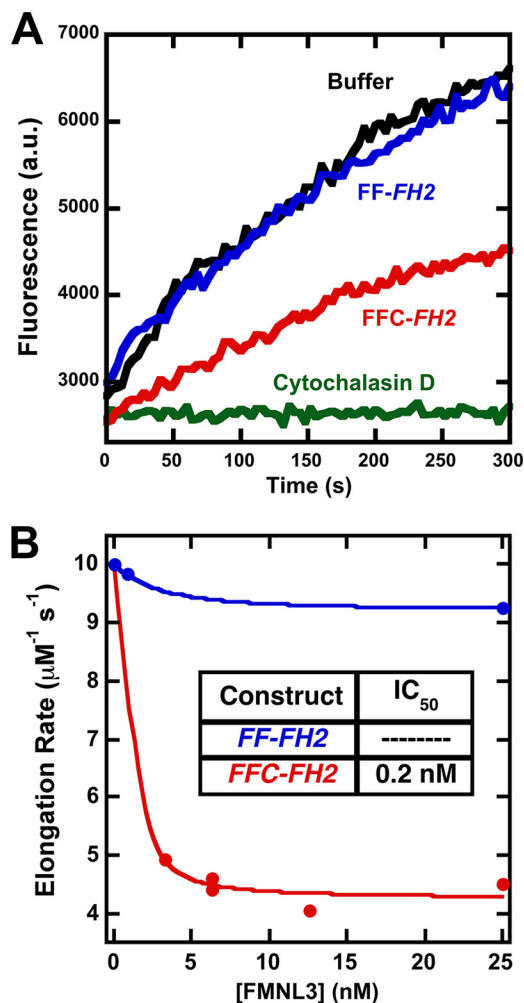 A
7000
6000
5000
4000
3000
Fluorescence (a.u.)
Buffer
FF-FH2
FFC-FH2
Cytochalasin D
0 50 100 150 200 250 300
Time (s)
B
10
9
8
7
6
5
4
Elongation Rate (μM⁻¹ s⁻¹)
Construct IC₅₀
FF-FH2 --------
FFC-FH2 0.2 nM
0 5 10 15 20 25
[FMNL3] (nM)